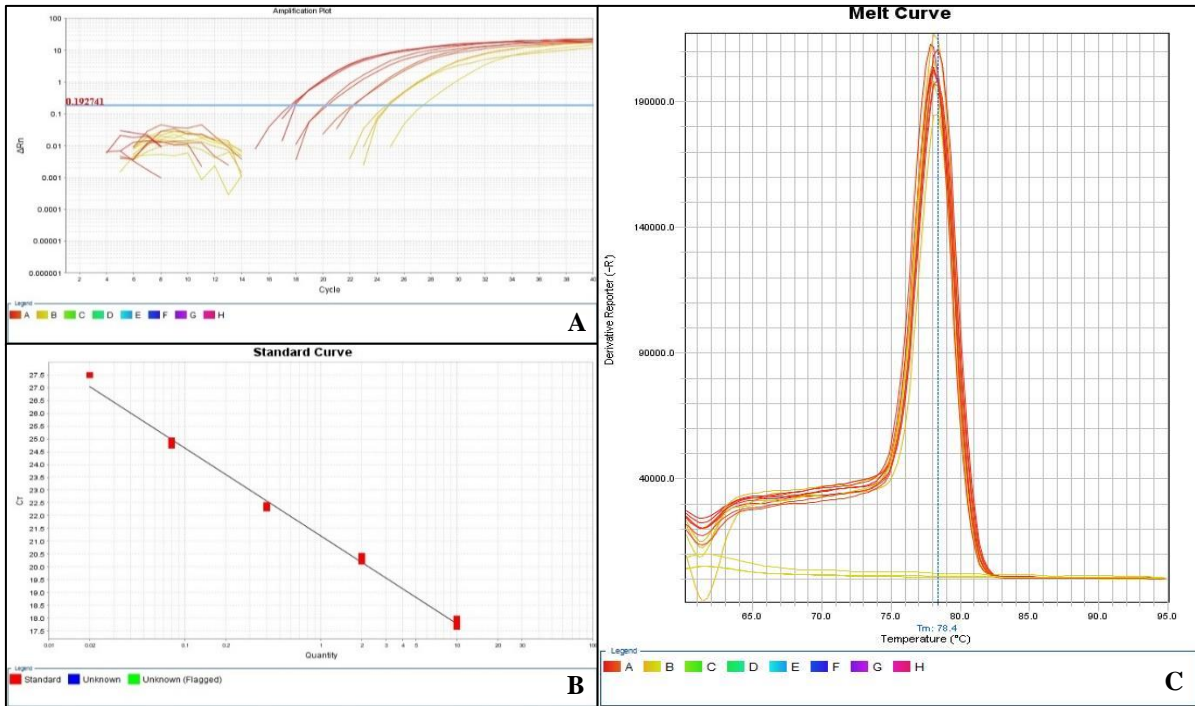 Amplification Plot
100
10
1
0.192741
0.1
0.01
0.001
0.0001
0.00001
0.000001
ΔRn
2 4 6 8 10 12 14 16 18 20 22 24 26 28 30 32 34 36 38 40
Cycle
Legend
A B C D E F G H
A
Standard Curve
27.5
27.0
26.5
26.0
25.5
25.0
24.5
24.0
23.5
23.0
22.5
22.0
21.5
21.0
20.5
20.0
19.5
19.0
18.5
18.0
17.5
CT
0.01 0.02 0.1 0.2 1 2 3 4 5 10 20 100
Quantity
Legend
Standard Unknown Unknown (Flagged)
B
Melt Curve
190000.0
140000.0
90000.0
40000.0
Derivative Reporter (-R')
65.0 70.0 75.0 80.0 85.0 90.0 95.0
Tm: 78.4
Temperature (°C)
Legend
A B C D E F G H
C